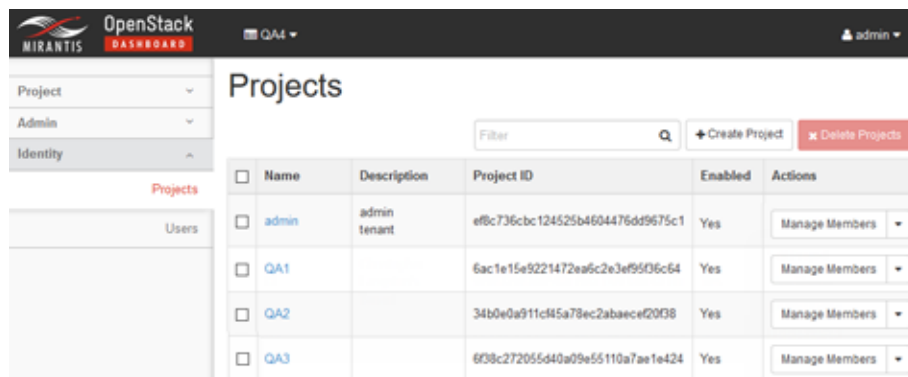 MIRANTIS
OpenStack
DASHBOARD
QA4
admin
Project
Admin
Identity
Projects
Users
Projects
Filter
Create Project
Delete Projects
Name Description Project ID Enabled Actions
admin admin tenant ef8c736cbc124525b4604476dd9675c1 Yes Manage Members
QA1 6ac1e15e9221472ea6c2e3ef95f36c64 Yes Manage Members
QA2 34b0e0a911cf45a78ec2abaecef20f38 Yes Manage Members
QA3 6f38c272055d40a09e55110a7ae1e424 Yes Manage Members